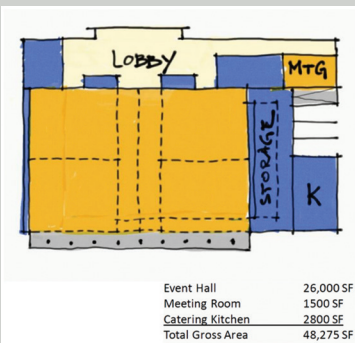 LOBBY
MTG
STORAGE
K
Event Hall 26,000 SF
Meeting Room 1500 SF
Catering Kitchen 2800 SF
Total Gross Area 48,275 SF